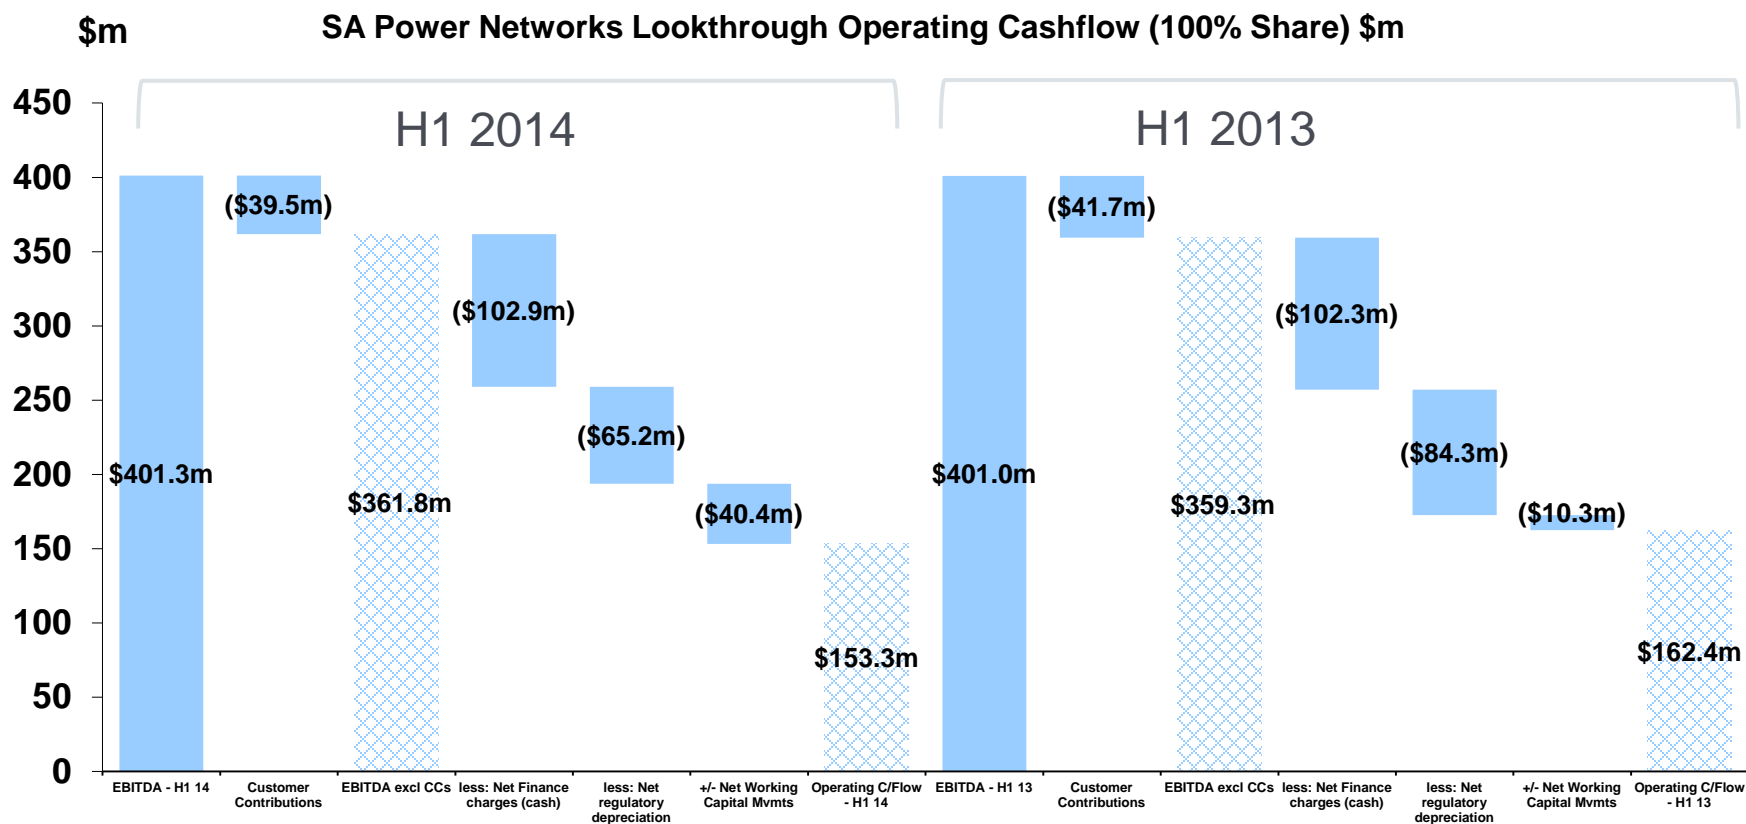 $m
SA Power Networks Lookthrough Operating Cashflow (100% Share) $m
H1 2014
H1 2013
450
400
350
300
250
200
150
100
50
0
$401.3m
($39.5m)
$361.8m
($102.9m)
($65.2m)
($40.4m)
$153.3m
$401.0m
($41.7m)
$359.3m
($102.3m)
($84.3m)
($10.3m)
$162.4m
EBITDA - H1 14
Customer
Contributions
EBITDA excl CCs
less: Net Finance
charges (cash)
less: Net
regulatory
depreciation
+/- Net Working
Capital Mvmts
Operating C/Flow
- H1 14
EBITDA - H1 13
Customer
Contributions
EBITDA excl CCs
less: Net Finance
charges (cash)
less: Net
regulatory
depreciation
+/- Net Working
Capital Mvmts
Operating C/Flow
- H1 13